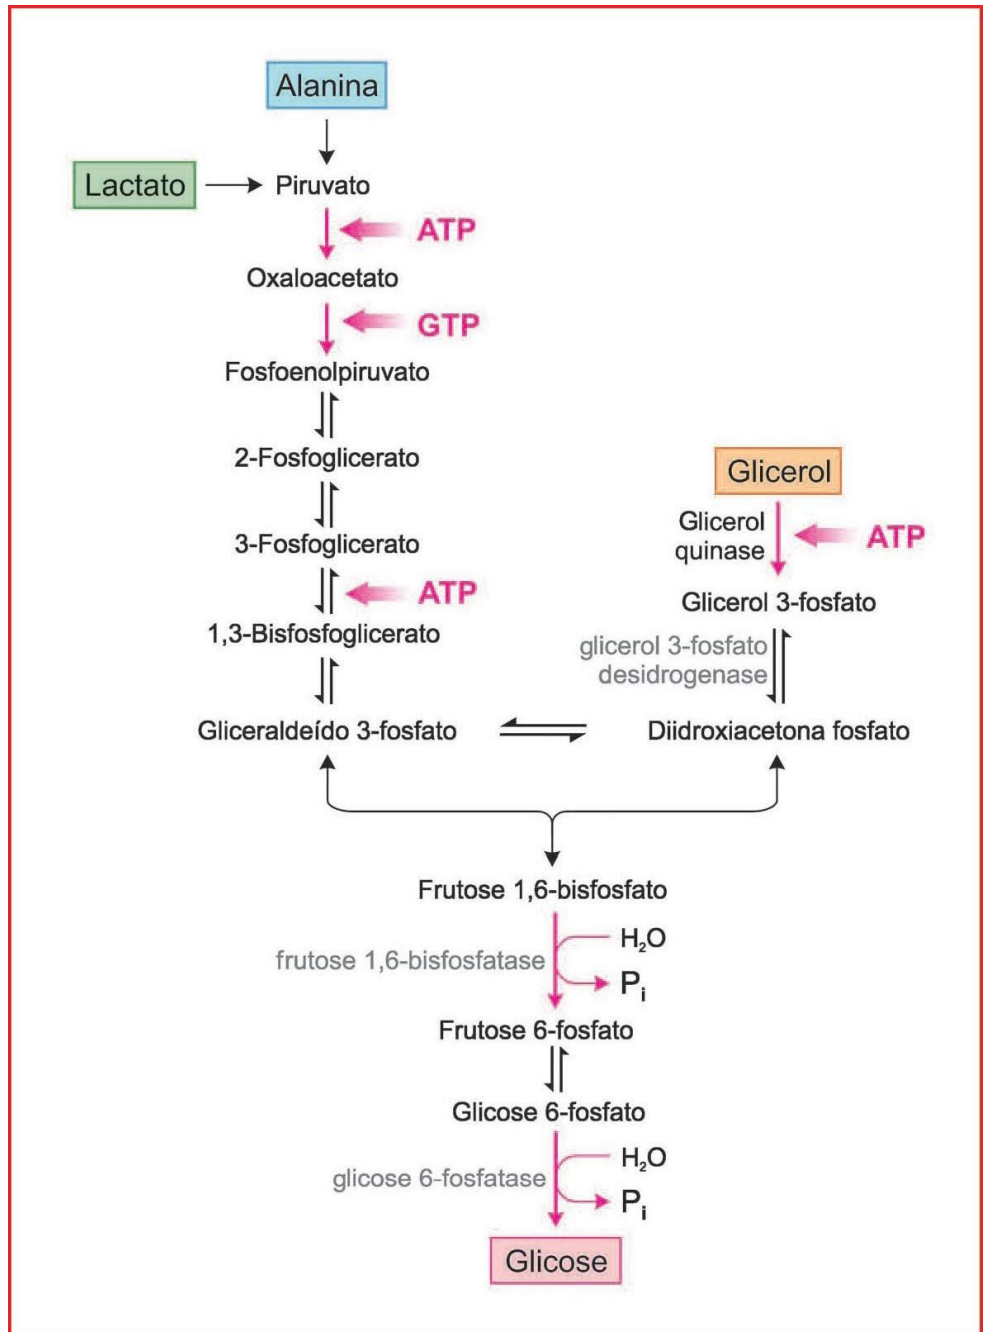 Alanina
Lactato
Piruvato
ATP
Oxaloacetato
GTP
Fosfoenolpiruvato
2-Fosfoglicerato
3-Fosfoglicerato
ATP
1,3-Bisfosfoglicerato
Gliceraldeído 3-fosfato
Glicerol
Glicerol
quinase
ATP
Glicerol 3-fosfato
glicerol 3-fosfato
desidrogenase
Diidroxiacetona fosfato
Frutose 1,6-bisfosfato
H₂O
frutose 1,6-bisfosfatase
Pᵢ
Frutose 6-fosfato
Glicose 6-fosfato
H₂O
glicose 6-fosfatase
Pᵢ
Glicose